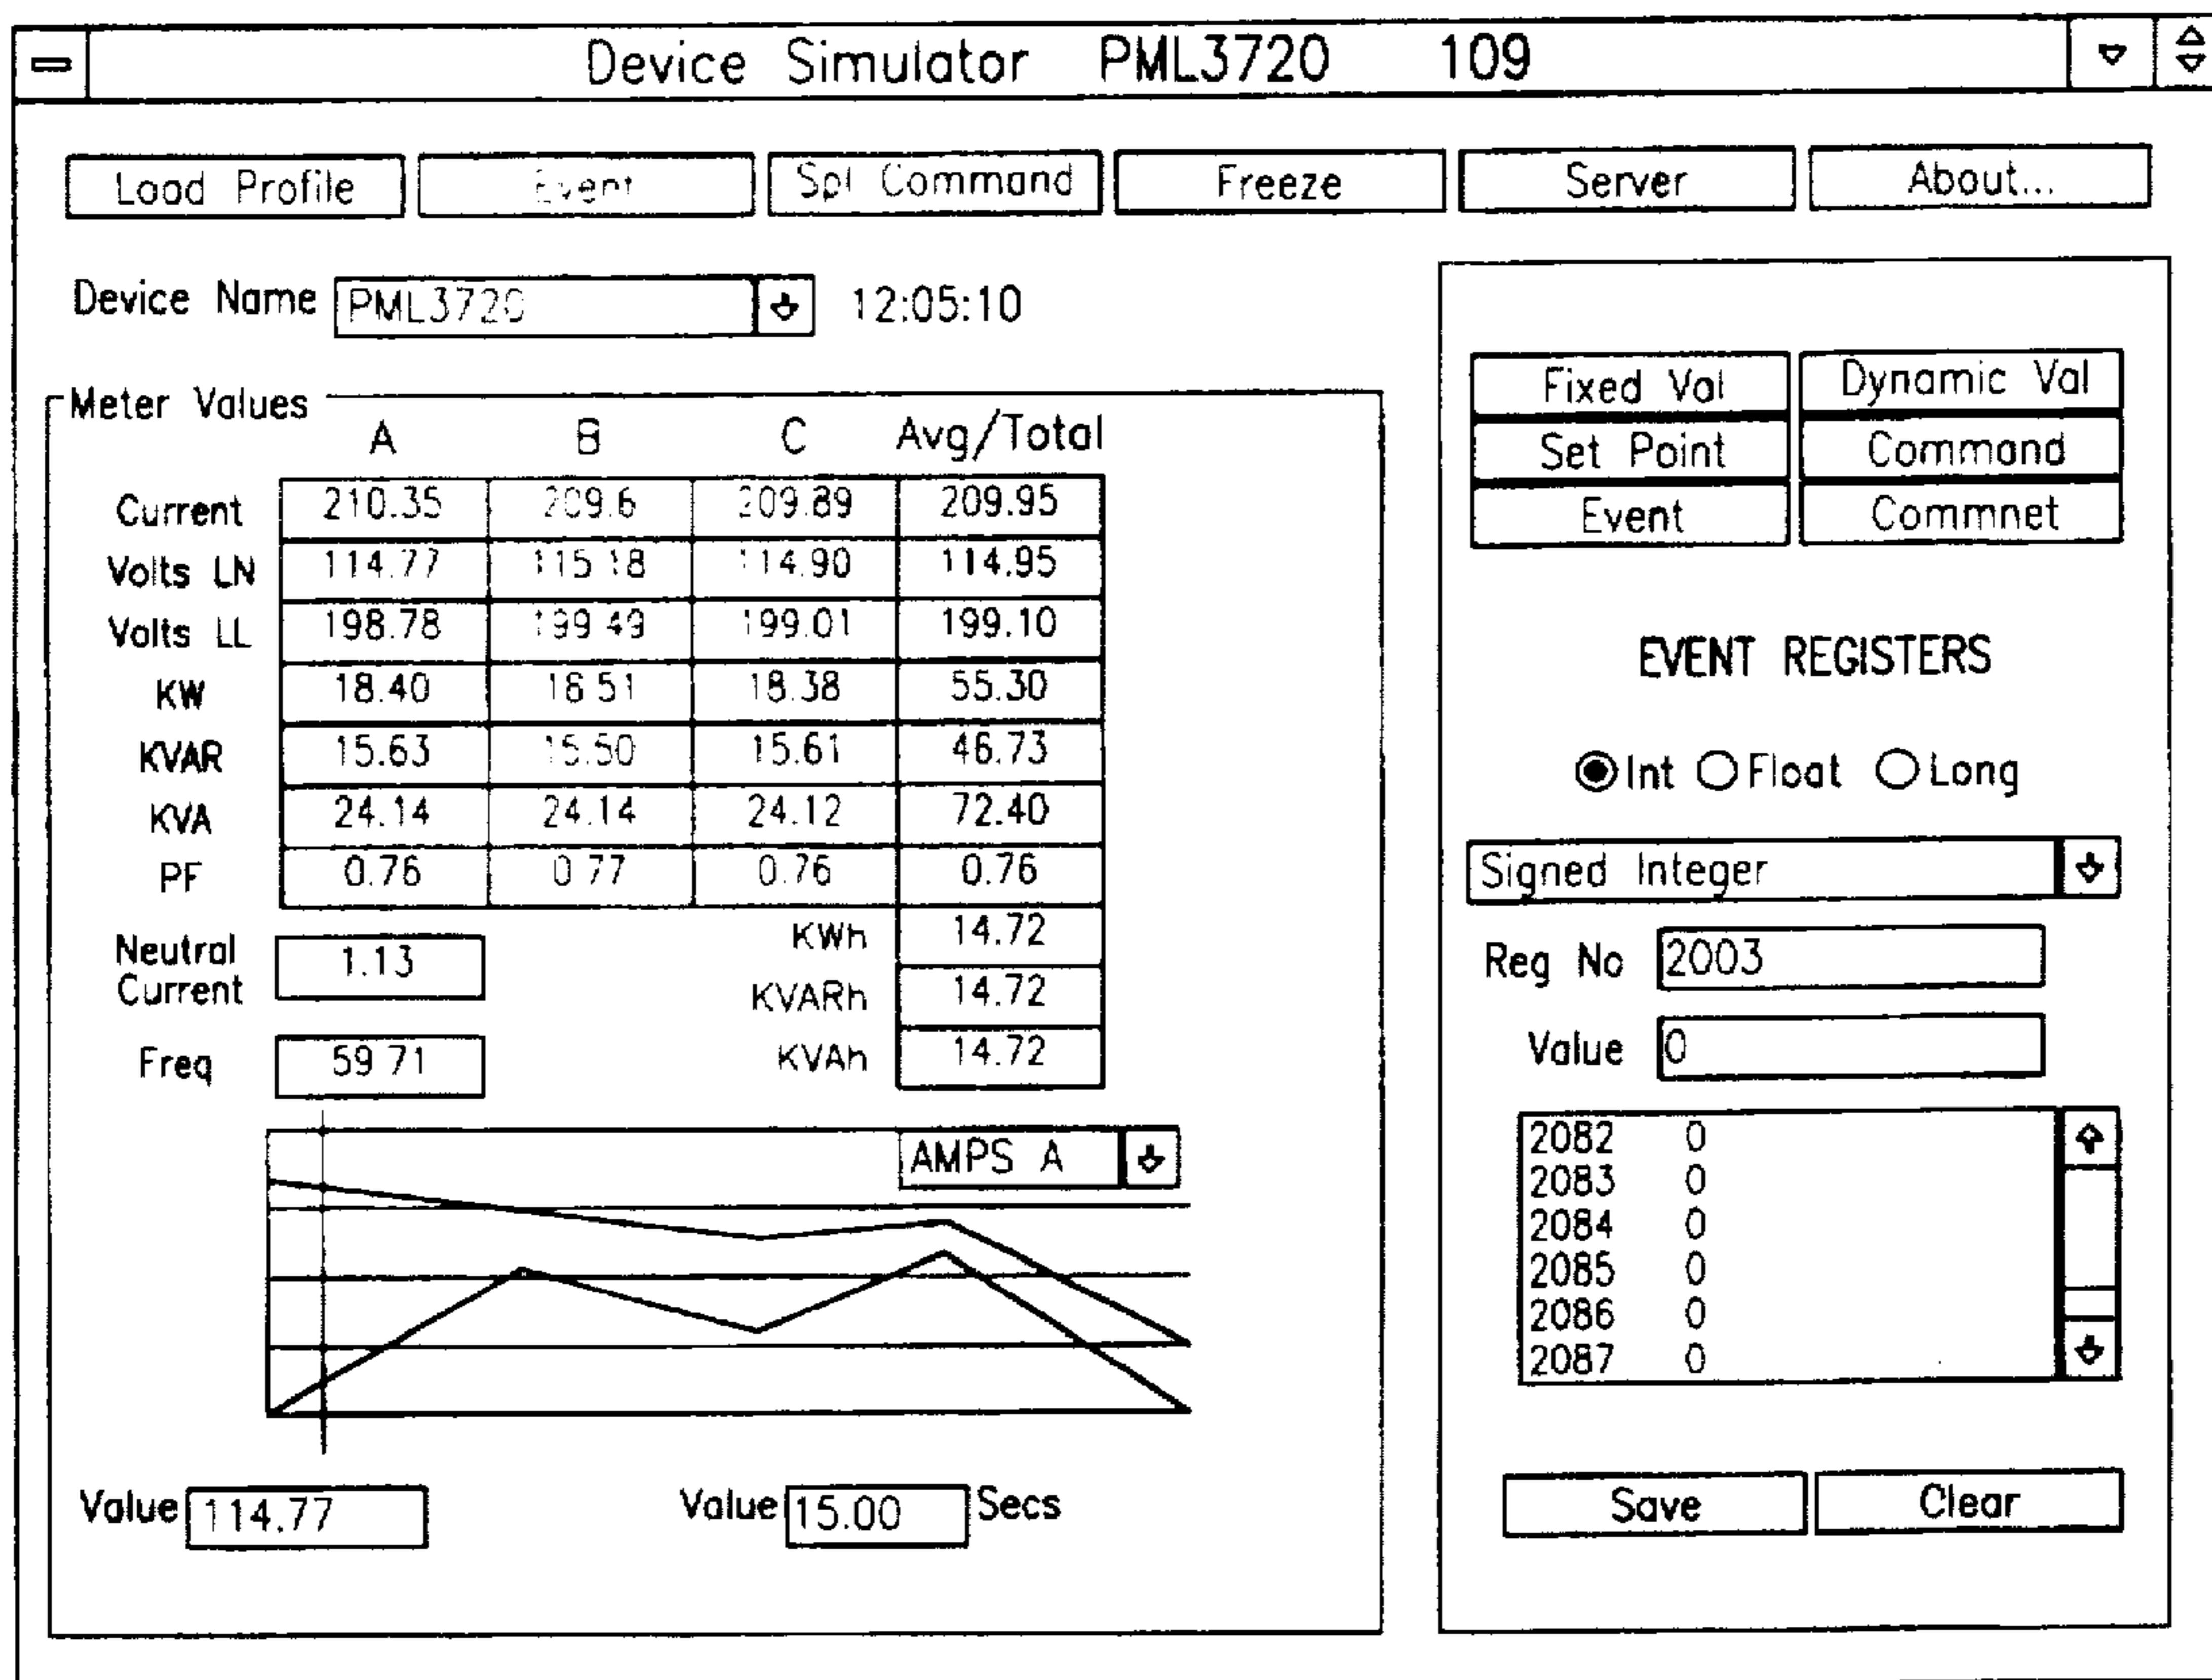 Device Simulator PML3720 109
Load Profile Event Spl Command Freeze Server About...
Device Name PML3720 12:05:10
Meter Values
A B C Avg/Total
Current 210.35 209.6 209.89 209.95
Volts LN 114.77 115.18 114.90 114.95
Volts LL 198.78 199.49 199.01 199.10
KW 18.40 18.51 18.38 55.30
KVAR 15.63 15.50 15.61 46.73
KVA 24.14 24.14 24.12 72.40
PF 0.76 0.77 0.76 0.76
KWh 14.72
Neutral Current 1.13
KVARh 14.72
Freq 59.71
KVAh 14.72
AMPS A
Value 114.77 Value 15.00 Secs
Fixed Val Dynamic Val
Set Point Command
Event Commnet
EVENT REGISTERS
Int Float Long
Signed Integer
Reg No 2003
Value 0
2082 0
2083 0
2084 0
2085 0
2086 0
2087 0
Save Clear